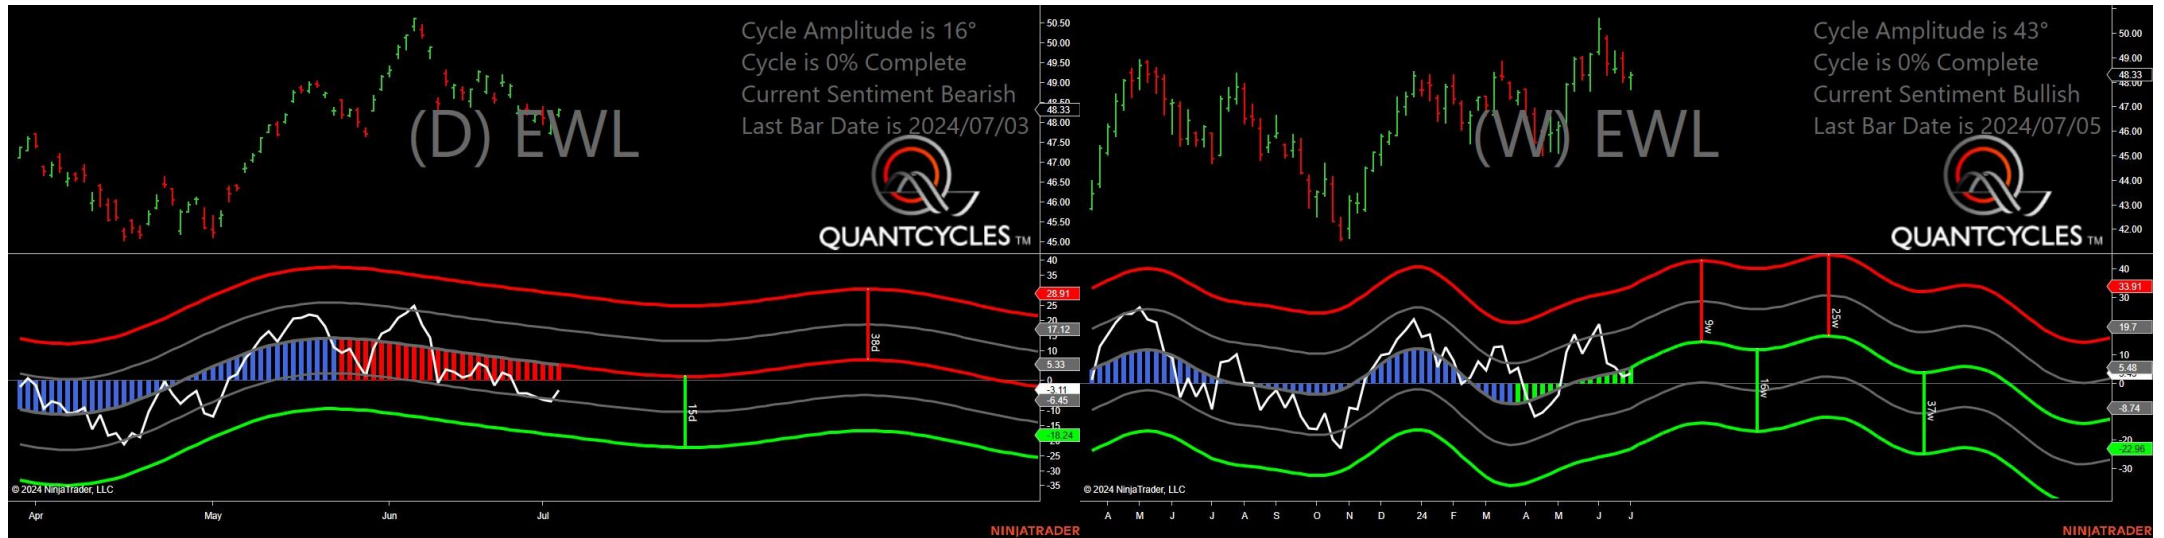 Cycle Amplitude is 16°
Cycle is 0% Complete
Current Sentiment Bearish
Last Bar Date is 2024/07/03
(D) EWL
QUANTCYCLES TM
50.50
50.00
49.50
49.00
48.50
48.33
48.00
47.50
47.00
46.50
46.00
45.50
45.00
40
35
28.91
25
20
17.12
15
10
5.33
0
-3.11
-6.45
-10
-15
-18.24
-25
-30
-35
38d
15d
© 2024 NinjaTrader, LLC
Apr
May
Jun
Jul
NINJATRADER
Cycle Amplitude is 43°
Cycle is 0% Complete
Current Sentiment Bullish
Last Bar Date is 2024/07/05
(W) EWL
QUANTCYCLES TM
50.00
49.00
48.33
48.00
47.00
46.00
45.00
44.00
43.00
42.00
40
33.91
30
19.7
10
5.48
0
-8.74
-20
-22.96
-30
9w
25w
16w
37w
© 2024 NinjaTrader, LLC
A M J J A S O N D 24 F M A M J J
NINJATRADER